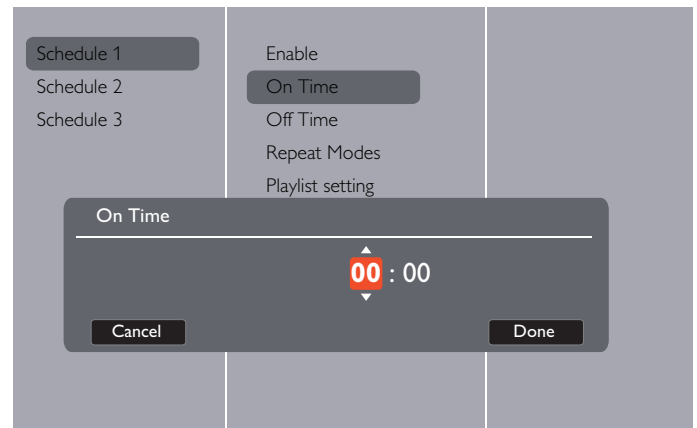 Schedule 1
Schedule 2
Schedule 3
Enable
On Time
Off Time
Repeat Modes
Playlist setting
On Time
00 : 00
Cancel
Done